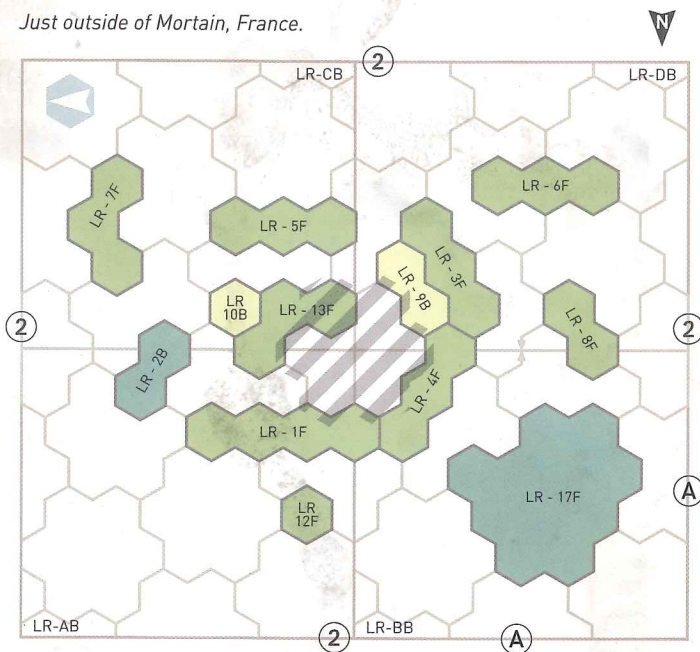 Just outside of Mortain, France.
N
2
LR-CB
LR-DB
LR - 7F
LR - 6F
LR - 5F
LR - 3F
LR - 9B
LR
10B
LR - 13F
2
2
LR - 8F
LR - 2B
LR - 4F
LR - 1F
LR - 17F
A
LR
12F
LR-AB
LR-BB
2
A